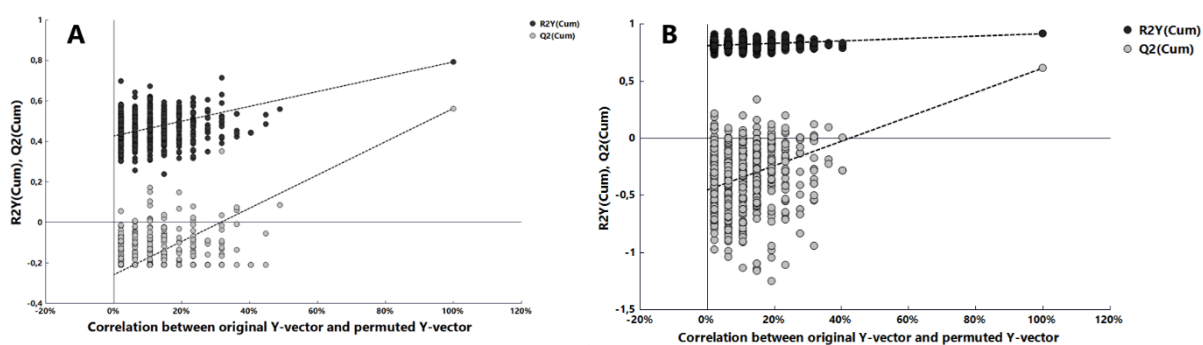 A
R2Y(Cum)
Q2(Cum)
R2Y(Cum), Q2(Cum)
1
0,8
0,6
0,4
0,2
0
-0,2
-0,4
-20% 0% 20% 40% 60% 80% 100% 120%
Correlation between original Y-vector and permuted Y-vector
B
R2Y(Cum)
Q2(Cum)
R2Y(Cum), Q2(Cum)
1
0,5
0
-0,5
-1
-1,5
-20% 0% 20% 40% 60% 80% 100% 120%
Correlation between original Y-vector and permuted Y-vector